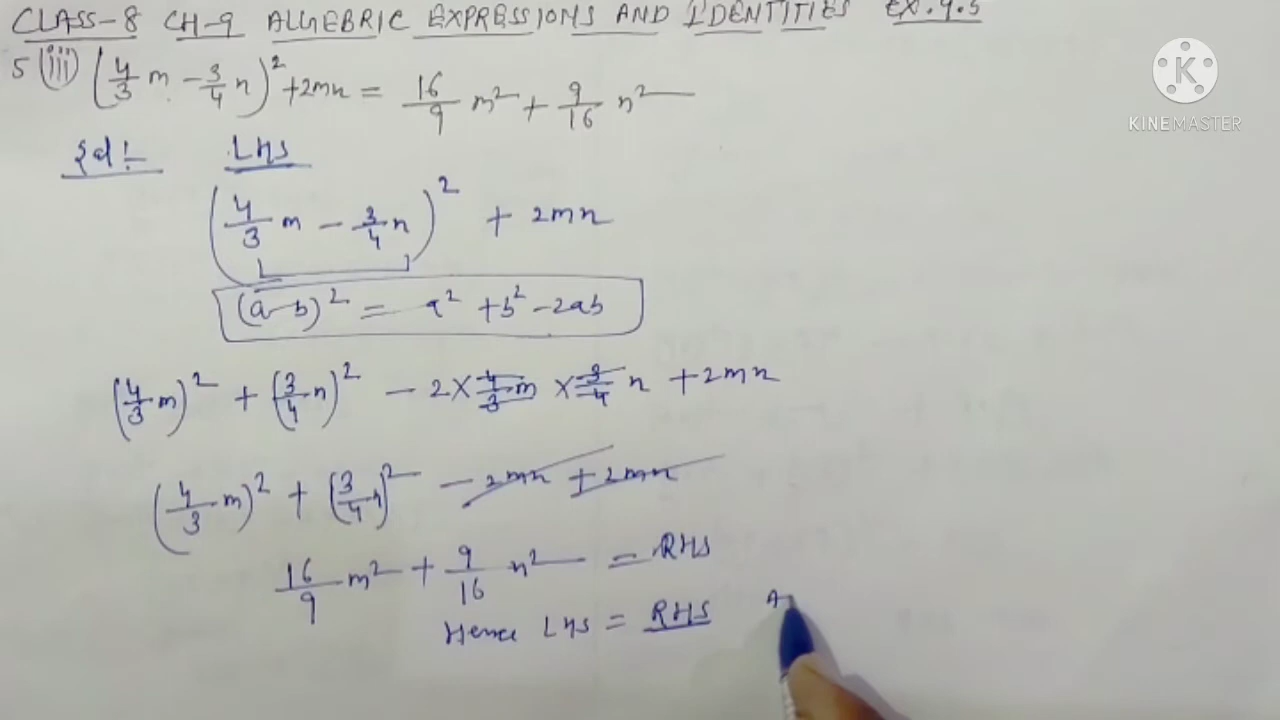 CLASS-8 CH-9 ALGEBRIC EXPRESSIONS AND IDENTITIES EX.9.5
5 (iii) (4/3 m - 3/4 n)² + 2mn = 16/9 m² + 9/16 n²
KINEMASTER
LHS
(4/3 m - 3/4 n)² + 2mn
(a-b)² = a² + b² - 2ab
(4/3 m)² + (3/4 n)² - 2 × 4/3 m × 3/4 n + 2mn
(4/3 m)² + (3/4 n)² - 2mn + 2mn
16/9 m² + 9/16 n² = RHS
Hence LHS = RHS